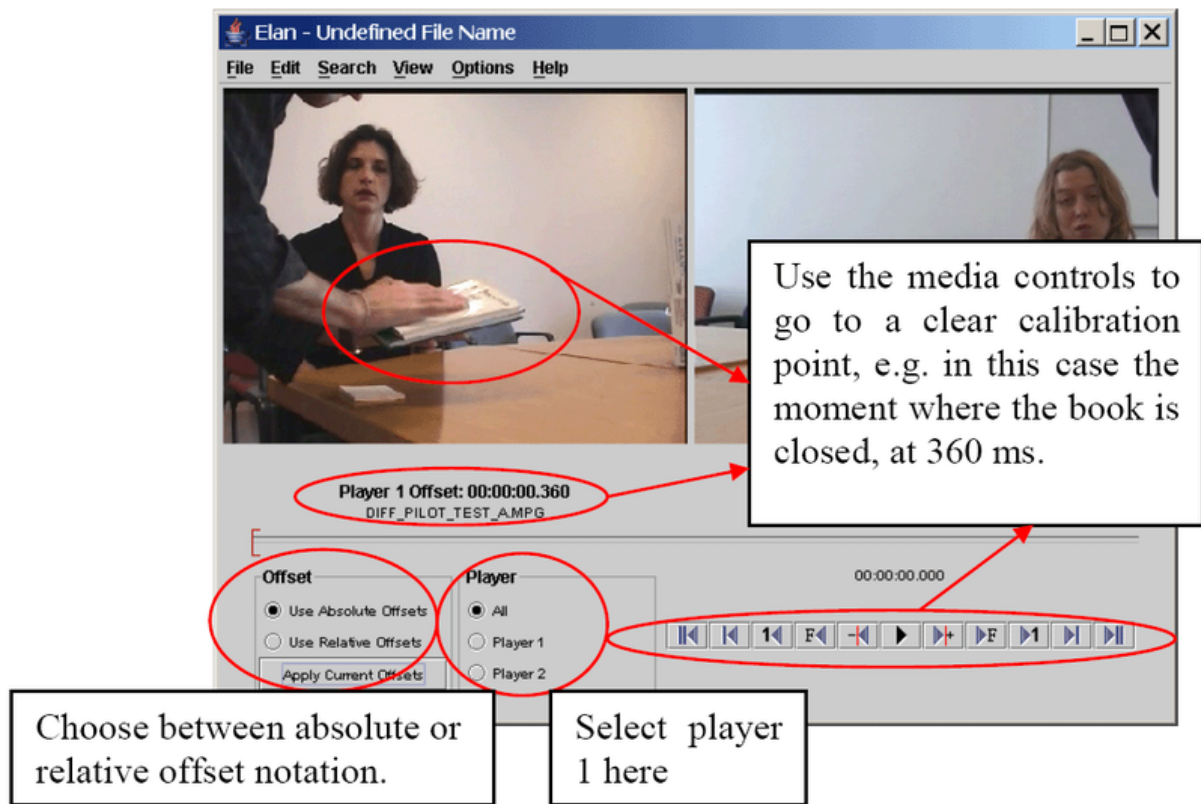 Elan - Undefined File Name
File Edit Search View Options Help
Use the media controls to
go to a clear calibration
point, e.g. in this case the
moment where the book is
closed, at 360 ms.
Player 1 Offset: 00:00:00.360
DIFF_PILOT_TEST_A.MPG
00:00:00.000
Offset
Use Absolute Offsets
Use Relative Offsets
Apply Current Offsets
Player
All
Player 1
Player 2
1 F - + F 1
Choose between absolute or
relative offset notation.
Select player
1 here